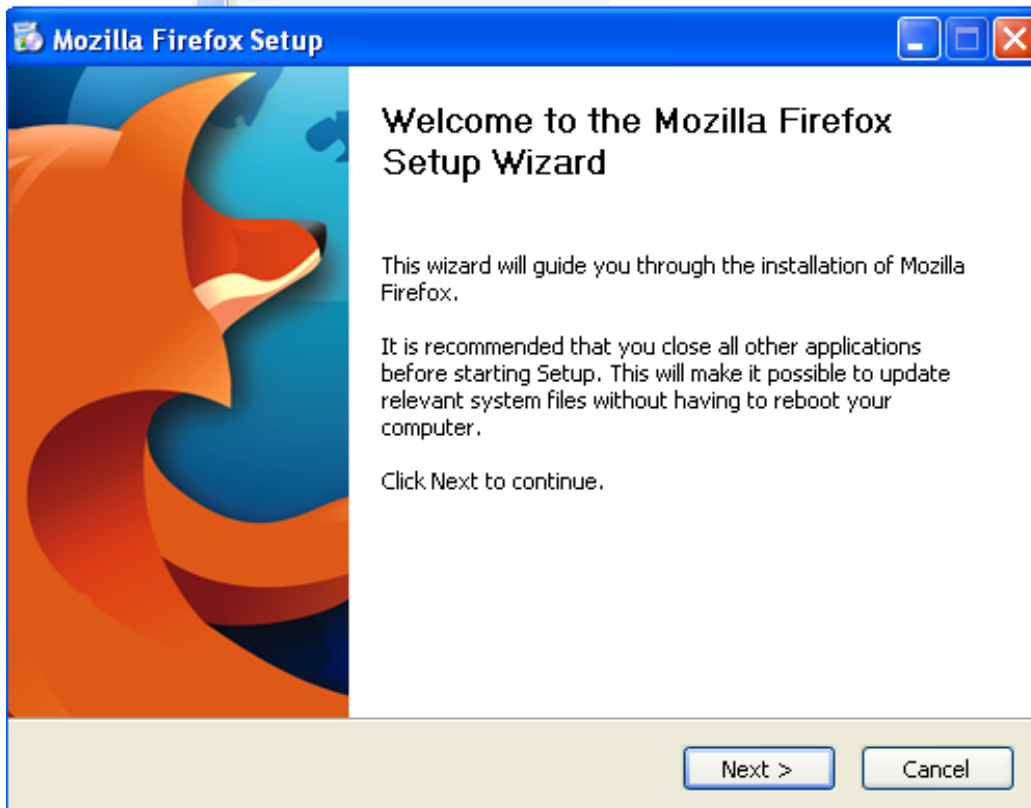 Mozilla Firefox Setup
Welcome to the Mozilla Firefox
Setup Wizard
This wizard will guide you through the installation of Mozilla
Firefox.
It is recommended that you close all other applications
before starting Setup. This will make it possible to update
relevant system files without having to reboot your
computer.
Click Next to continue.
Next >
Cancel